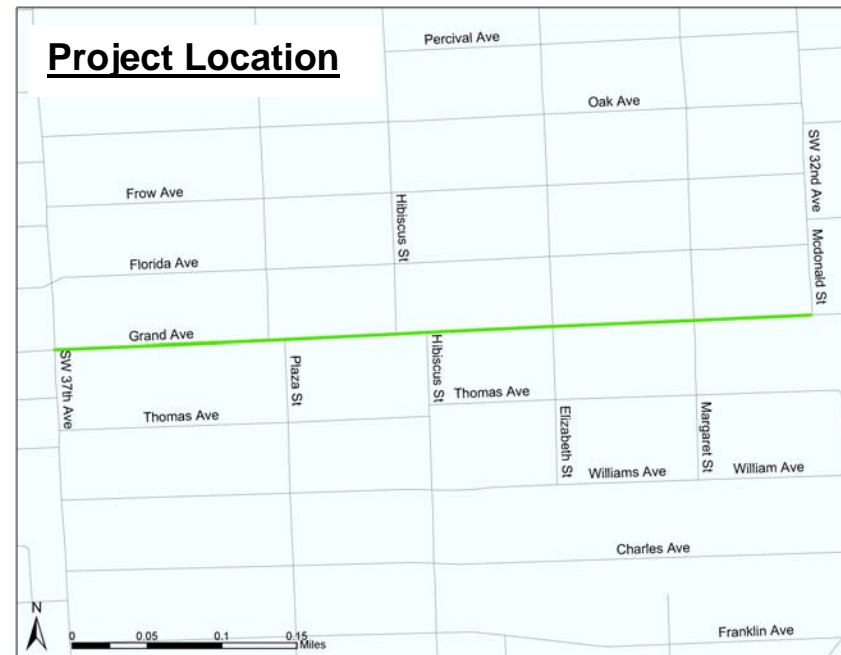 Project Location
Percival Ave
Oak Ave
SW 32nd Ave
Frow Ave
Hibiscus St
Mcdonald St
Florida Ave
Grand Ave
SW 37th Ave
Plaza St
Hibiscus St
Thomas Ave
Thomas Ave
Elizabeth St
Margaret St
Williams Ave
William Ave
Charles Ave
Franklin Ave
N
0 0.05 0.1 0.15
Miles